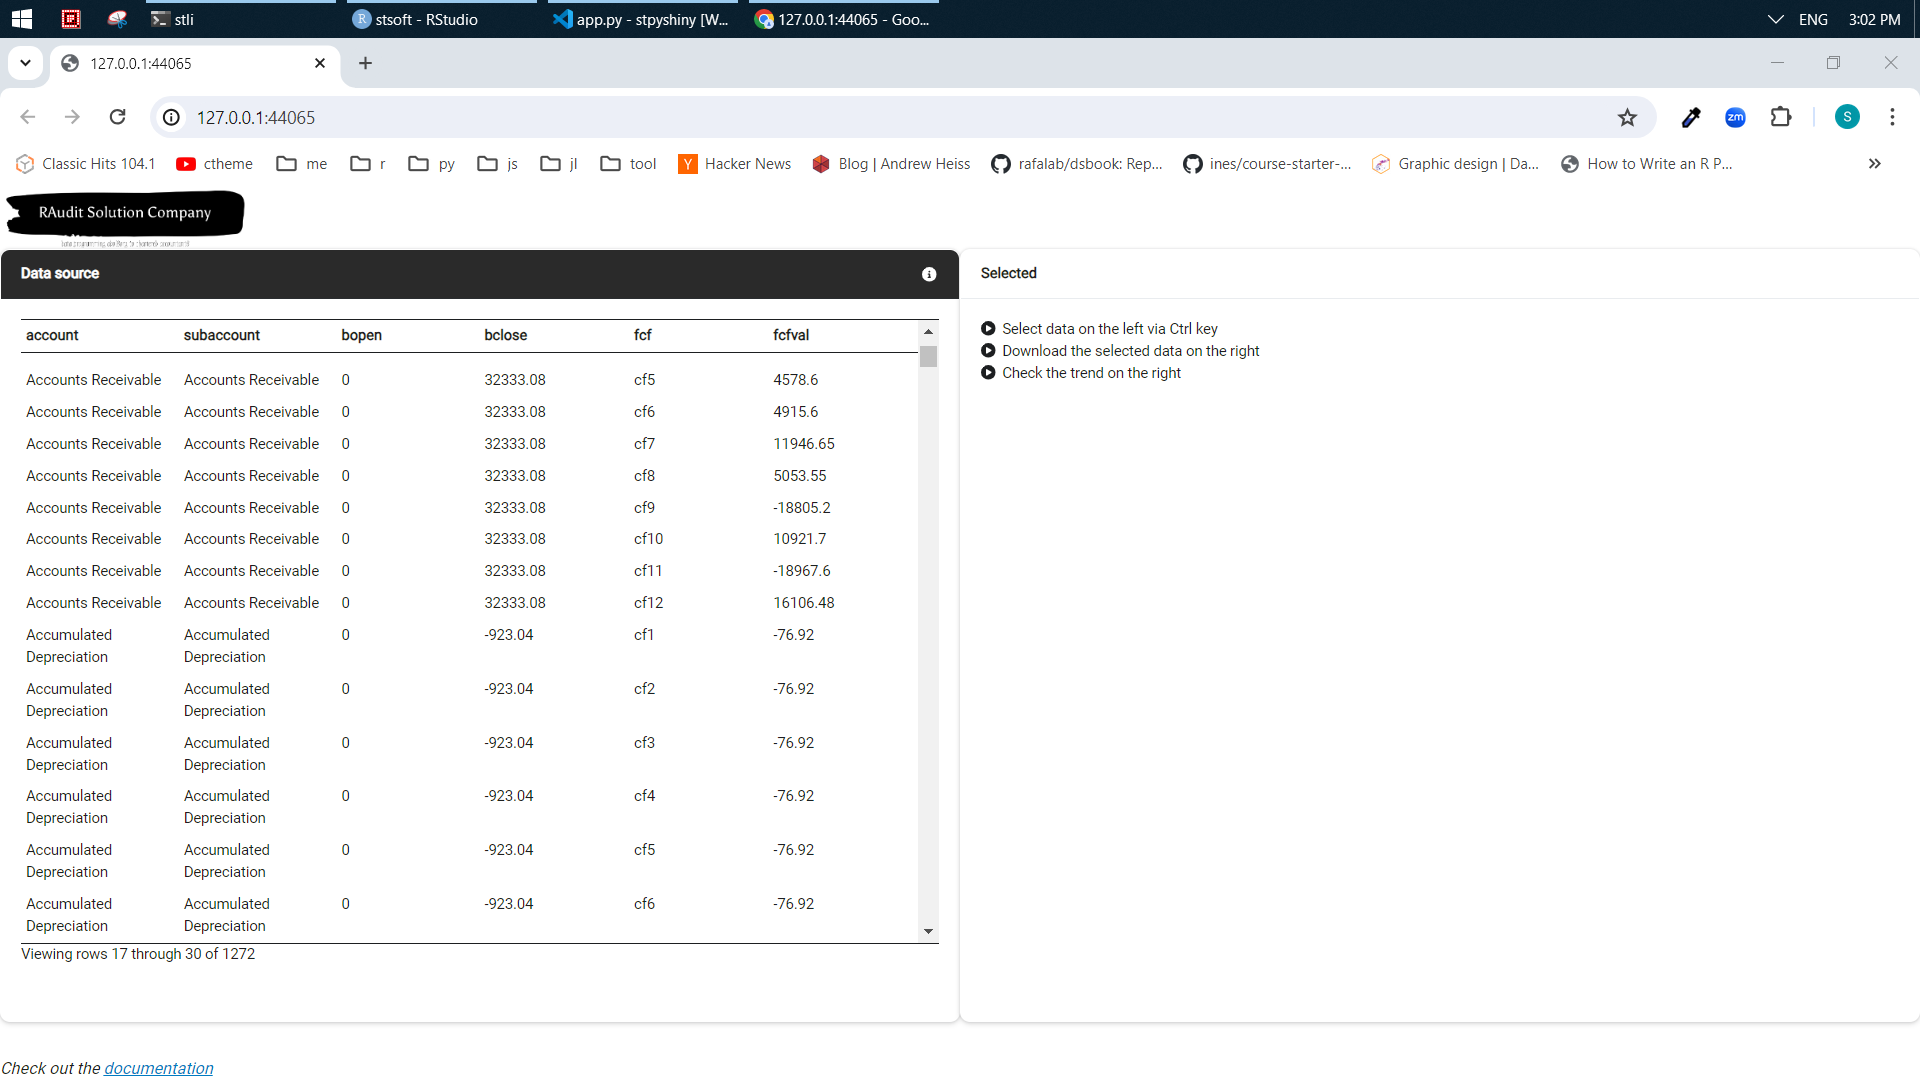 stli
stsoft - RStudio
app.py - stpyshiny [W...
127.0.0.1:44065 - Goo...
ENG
3:02 PM
127.0.0.1:44065
127.0.0.1:44065
zm
S
Classic Hits 104.1
ctheme
me
r
py
js
jl
tool
Hacker News
Blog | Andrew Heiss
rafalab/dsbook: Rep...
ines/course-starter-...
Graphic design | Da...
How to Write an R P...
RAudit Solution Company
Data source
Selected
account subaccount bopen bclose fcf fcfval
Accounts Receivable Accounts Receivable 0 32333.08 cf5 4578.6
Accounts Receivable Accounts Receivable 0 32333.08 cf6 4915.6
Accounts Receivable Accounts Receivable 0 32333.08 cf7 11946.65
Accounts Receivable Accounts Receivable 0 32333.08 cf8 5053.55
Accounts Receivable Accounts Receivable 0 32333.08 cf9 -18805.2
Accounts Receivable Accounts Receivable 0 32333.08 cf10 10921.7
Accounts Receivable Accounts Receivable 0 32333.08 cf11 -18967.6
Accounts Receivable Accounts Receivable 0 32333.08 cf12 16106.48
Accumulated Accumulated 0 -923.04 cf1 -76.92
Depreciation Depreciation
Accumulated Accumulated 0 -923.04 cf2 -76.92
Depreciation Depreciation
Accumulated Accumulated 0 -923.04 cf3 -76.92
Depreciation Depreciation
Accumulated Accumulated 0 -923.04 cf4 -76.92
Depreciation Depreciation
Accumulated Accumulated 0 -923.04 cf5 -76.92
Depreciation Depreciation
Accumulated Accumulated 0 -923.04 cf6 -76.92
Depreciation Depreciation
Viewing rows 17 through 30 of 1272
Select data on the left via Ctrl key
Download the selected data on the right
Check the trend on the right
Check out the documentation